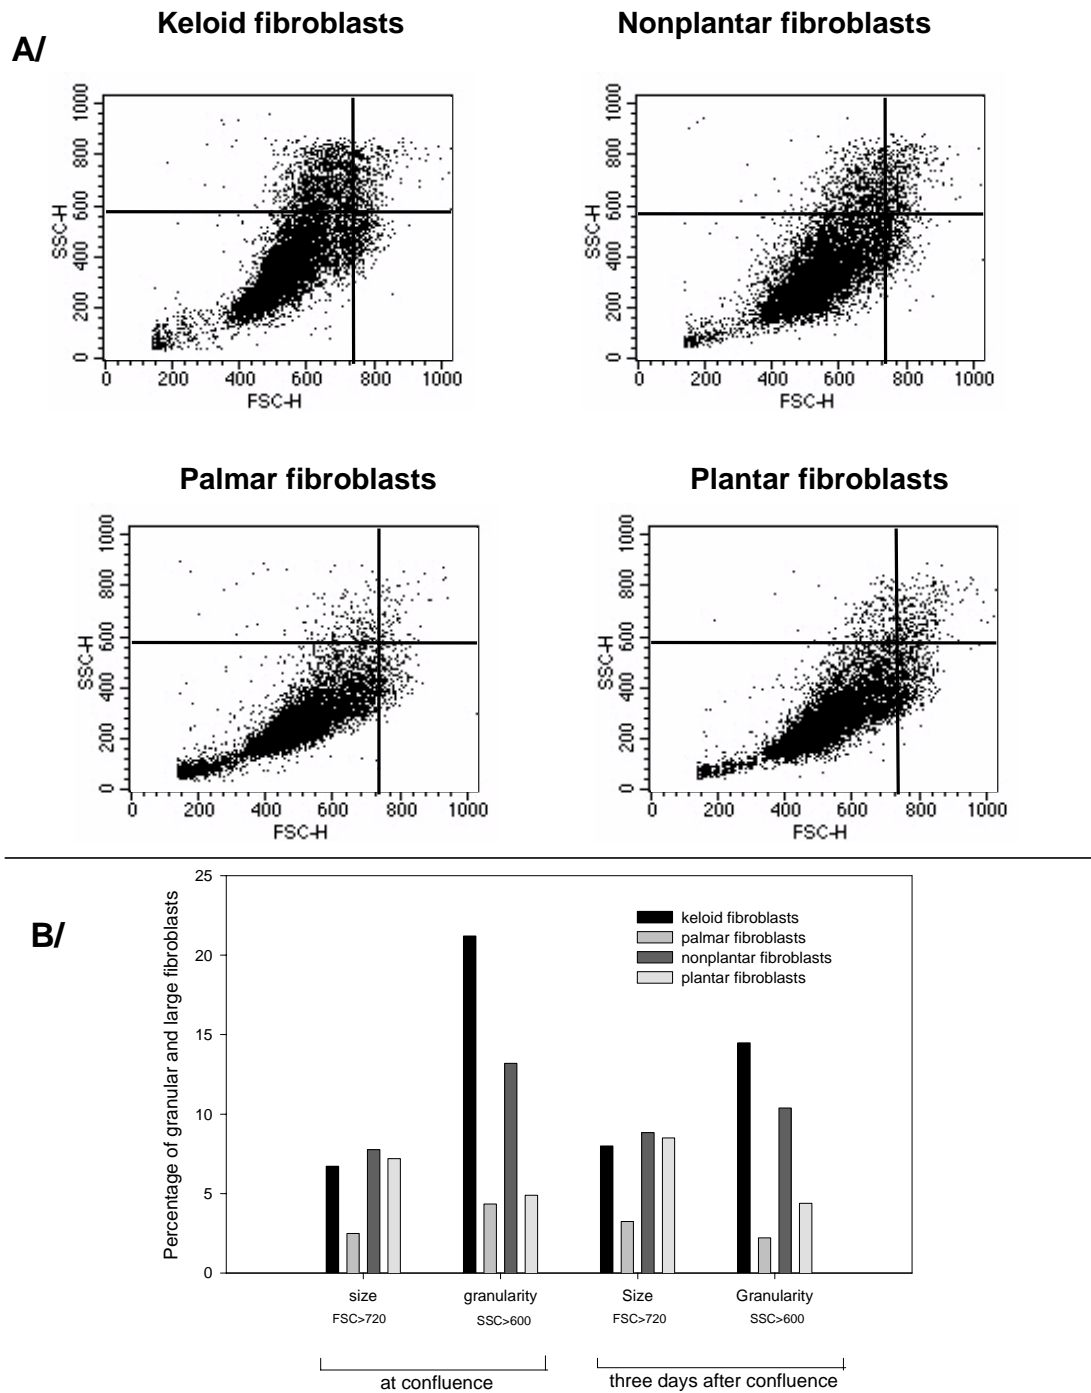 Keloid fibroblasts
Nonplantar fibroblasts
A/
1000
800
600
400
200
0
SSC-H
0 200 400 600 800 1000
FSC-H
1000
800
600
400
200
0
SSC-H
0 200 400 600 800 1000
FSC-H
Palmar fibroblasts
Plantar fibroblasts
1000
800
600
400
200
0
SSC-H
0 200 400 600 800 1000
FSC-H
1000
800
600
400
200
0
SSC-H
0 200 400 600 800 1000
FSC-H
B/
Percentage of granular and large fibroblasts
25
20
15
10
5
0
keloid fibroblasts
palmar fibroblasts
nonplantar fibroblasts
plantar fibroblasts
size granularity Size Granularity
FSC>720 SSC>600 FSC>720 SSC>600
at confluence three days after confluence